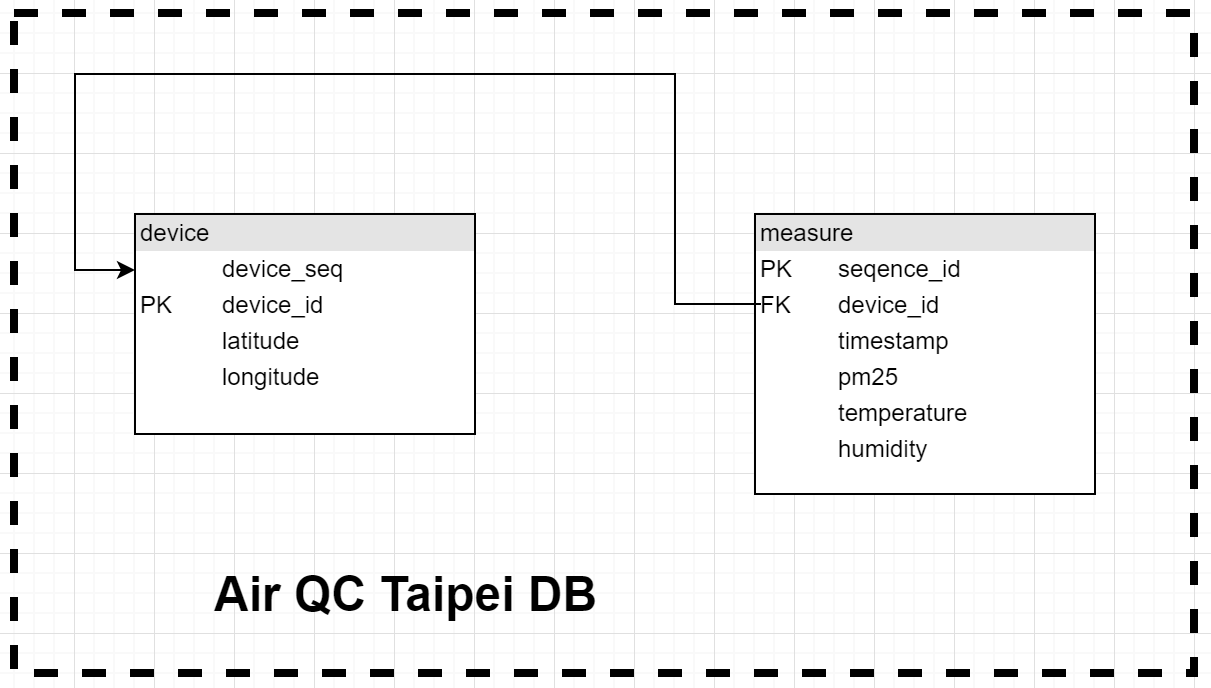 device
device_seq
PK device_id
latitude
longitude
measure
PK seqence_id
FK device_id
timestamp
pm25
temperature
humidity
Air QC Taipei DB